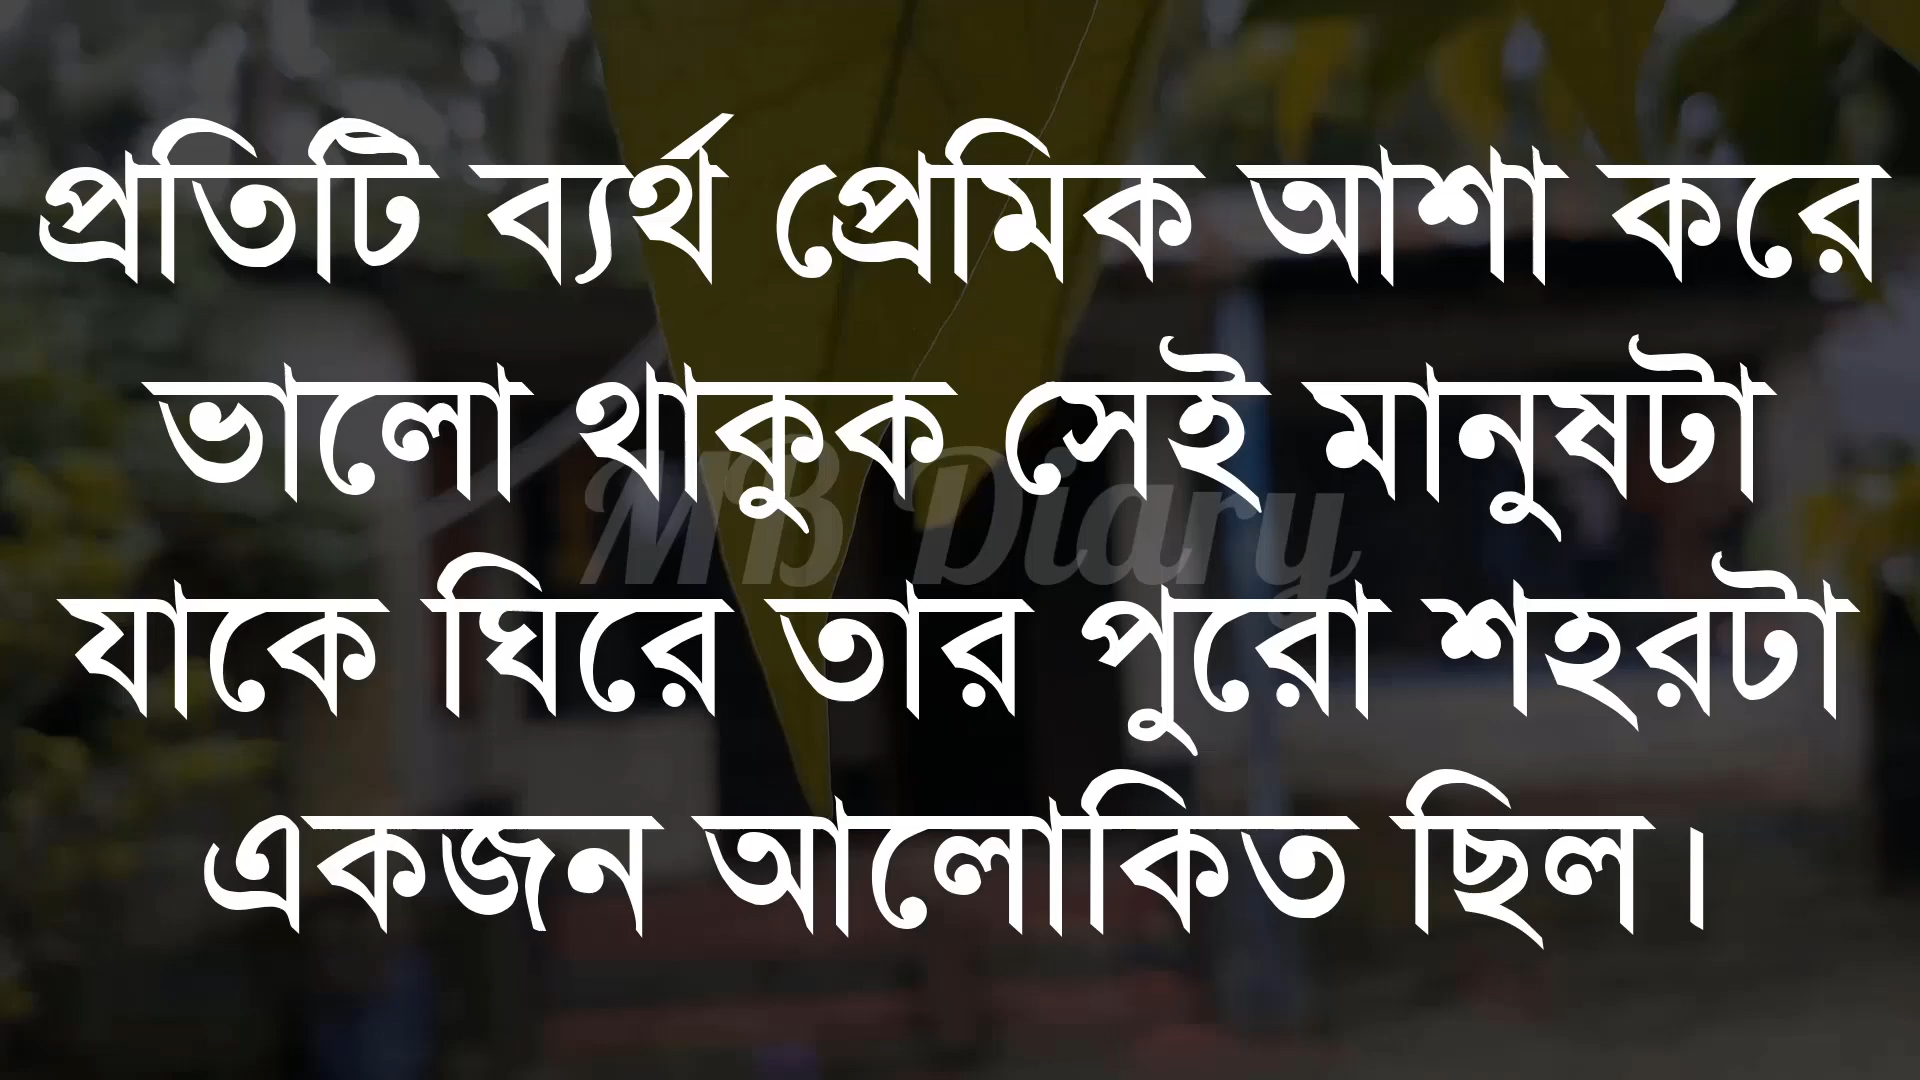 প্রতিটি ব্যর্থ প্রেমিক আশা করে
ভালো থাকুক সেই মানুষটা
MB Diary
যাকে ঘিরে তার পুরো শহরটা
একজন আলোকিত ছিল।